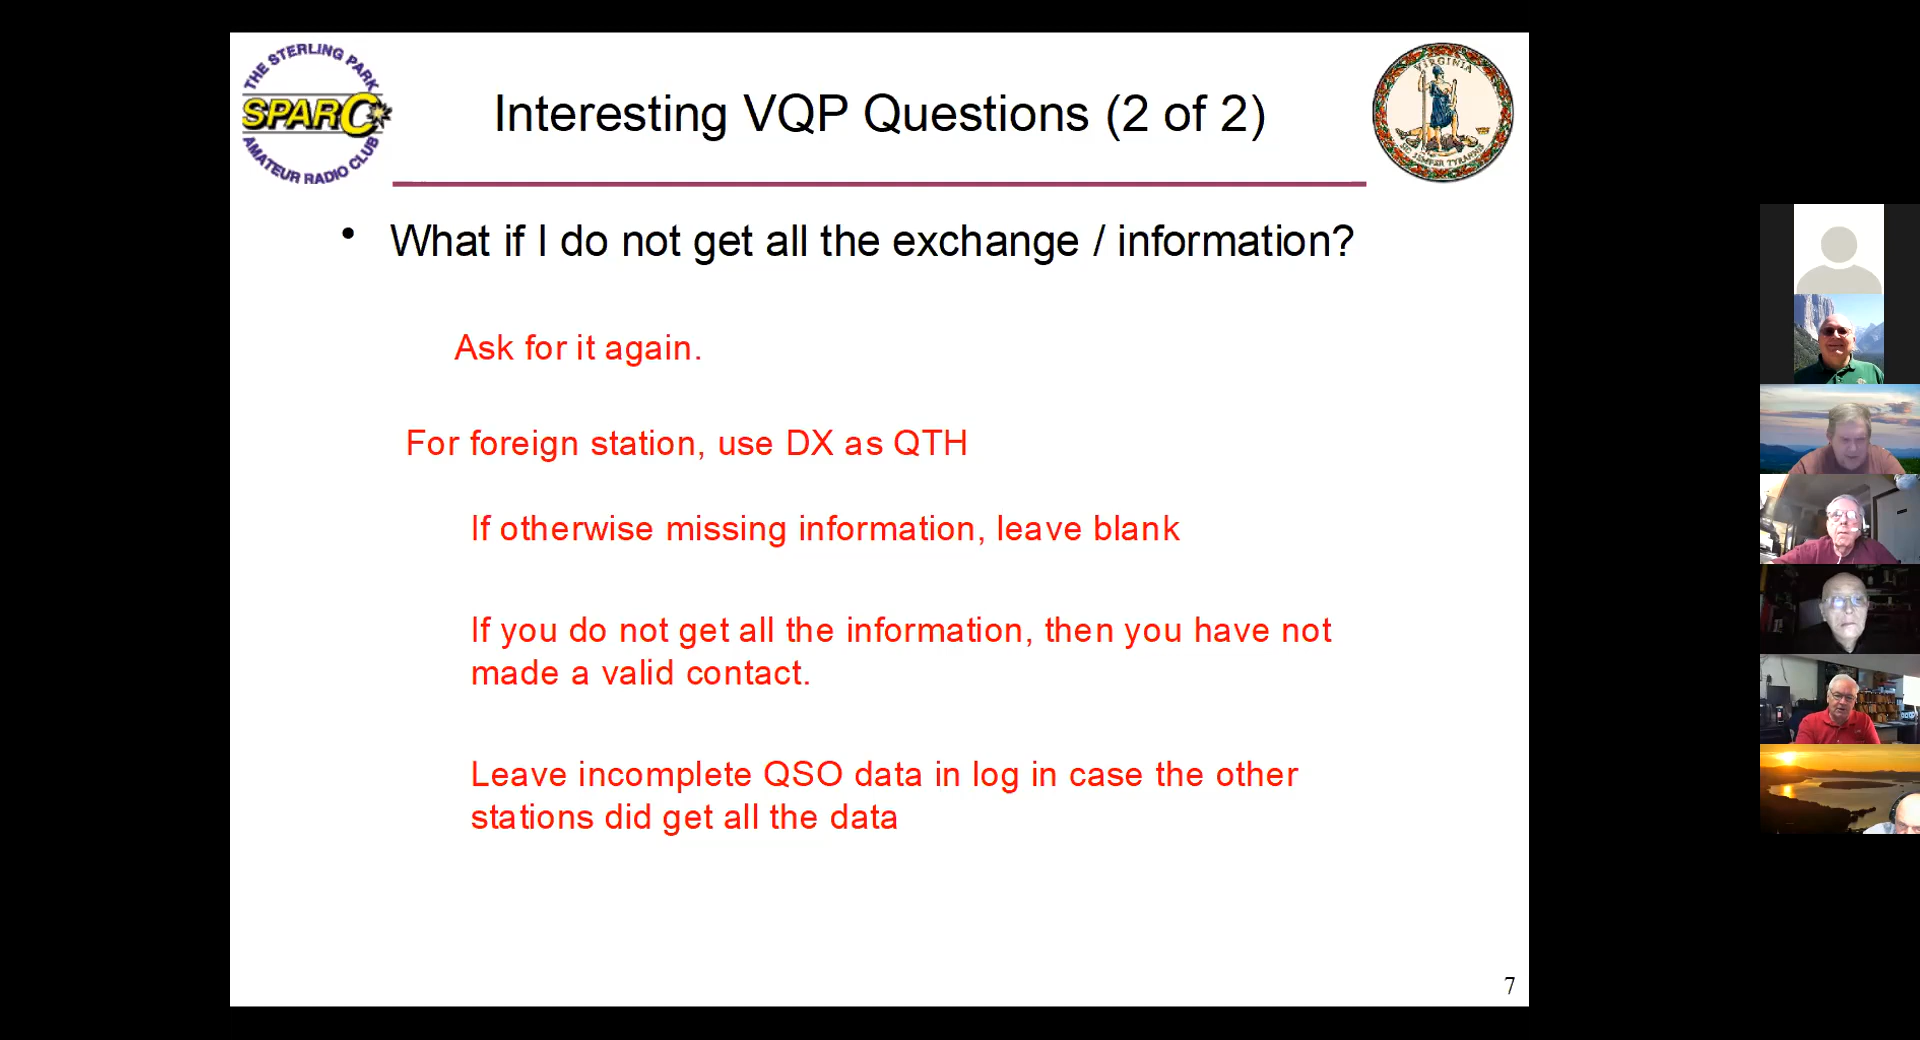 THE STERLING PARK
SPARC
AMATEUR RADIO CLUB
Interesting VQP Questions (2 of 2)
VIRGINIA
SIC SEMPER TYRANNIS
• What if I do not get all the exchange / information?
Ask for it again.
For foreign station, use DX as QTH
If otherwise missing information, leave blank
If you do not get all the information, then you have not
made a valid contact.
Leave incomplete QSO data in log in case the other
stations did get all the data
7